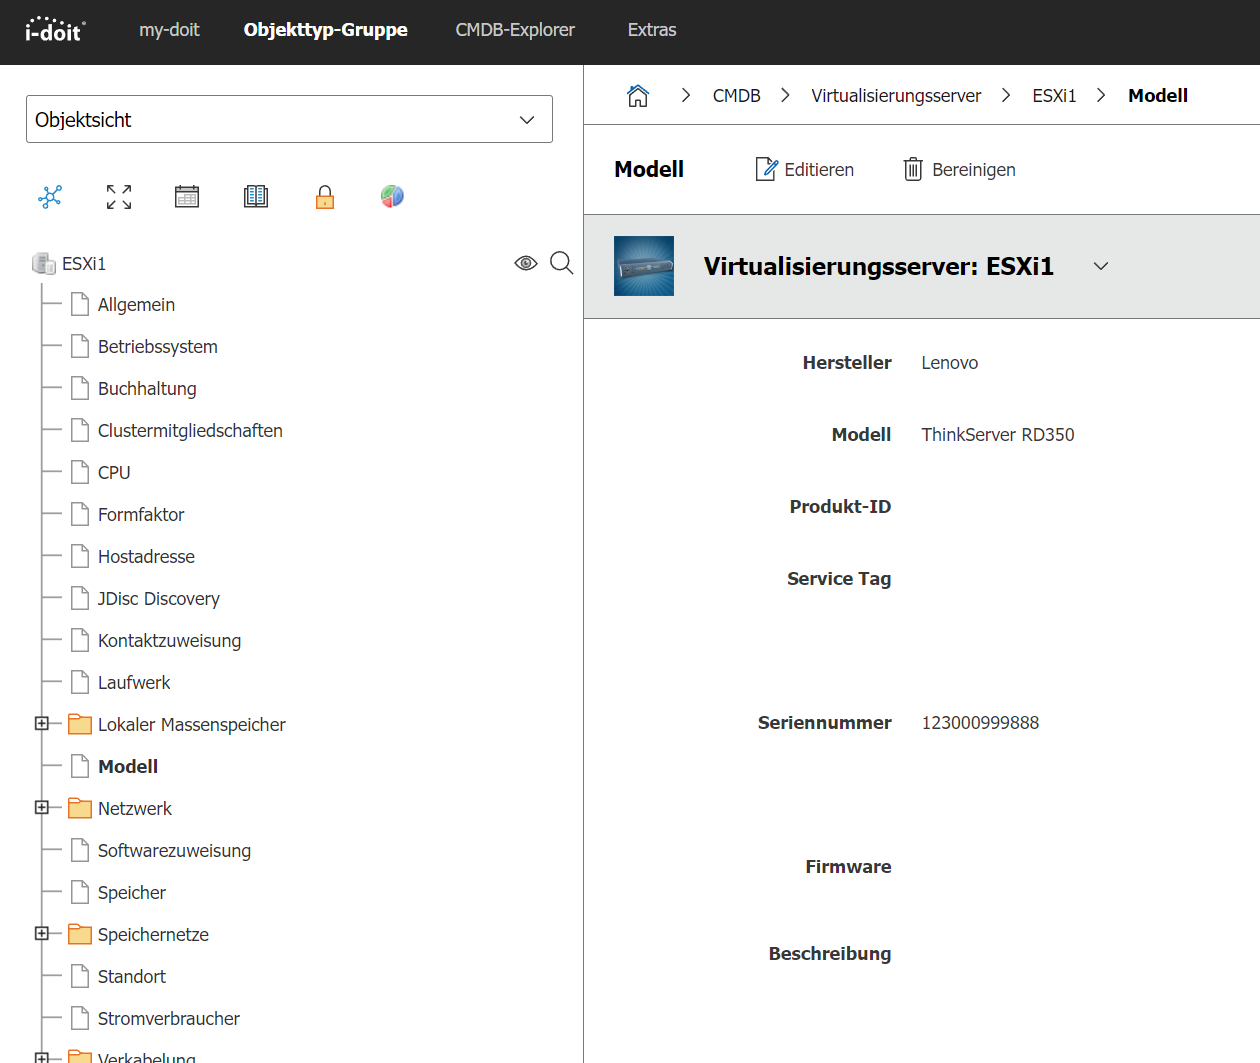 i-doit
my-doit Objekttyp-Gruppe CMDB-Explorer Extras
Objektsicht
CMDB Virtualisierungsserver ESXi1 Modell
Modell Editieren Bereinigen
Virtualisierungsserver: ESXi1
ESXi1
Allgemein
Betriebssystem
Buchhaltung
Clustermitgliedschaften
CPU
Formfaktor
Hostadresse
JDisc Discovery
Kontaktzuweisung
Laufwerk
Lokaler Massenspeicher
Modell
Netzwerk
Softwarezuweisung
Speicher
Speichernetze
Standort
Stromverbraucher
Verkabelung
Hersteller Lenovo
Modell ThinkServer RD350
Produkt-ID
Service Tag
Seriennummer 123000999888
Firmware
Beschreibung